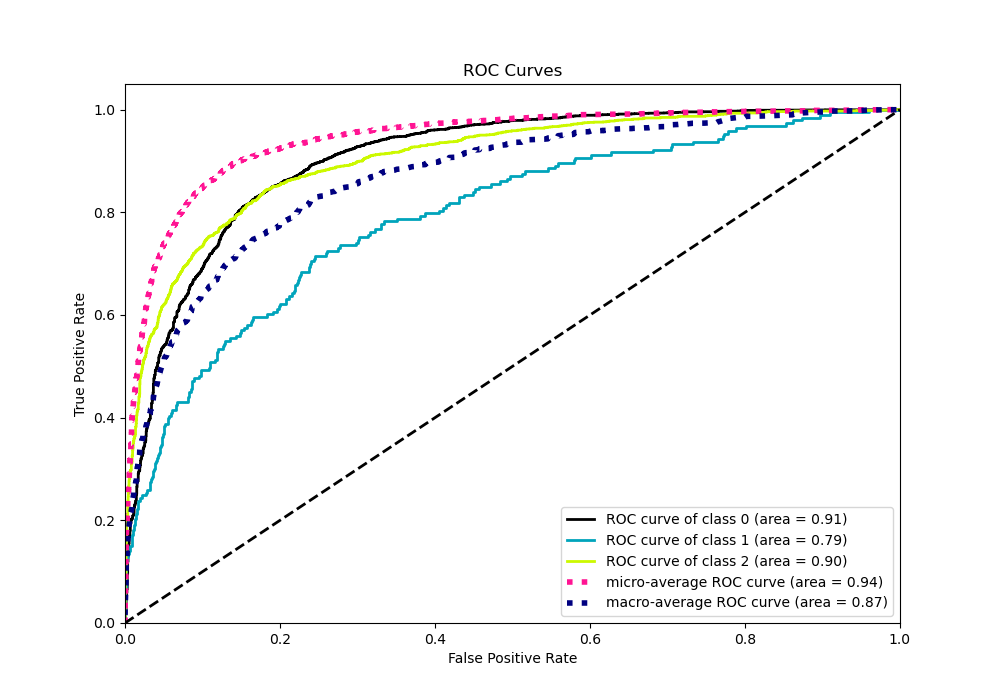 ROC Curves
True Positive Rate
1.0
0.8
0.6
0.4
0.2
0.0
0.0 0.2 0.4 0.6 0.8 1.0
False Positive Rate
ROC curve of class 0 (area = 0.91)
ROC curve of class 1 (area = 0.79)
ROC curve of class 2 (area = 0.90)
micro-average ROC curve (area = 0.94)
macro-average ROC curve (area = 0.87)